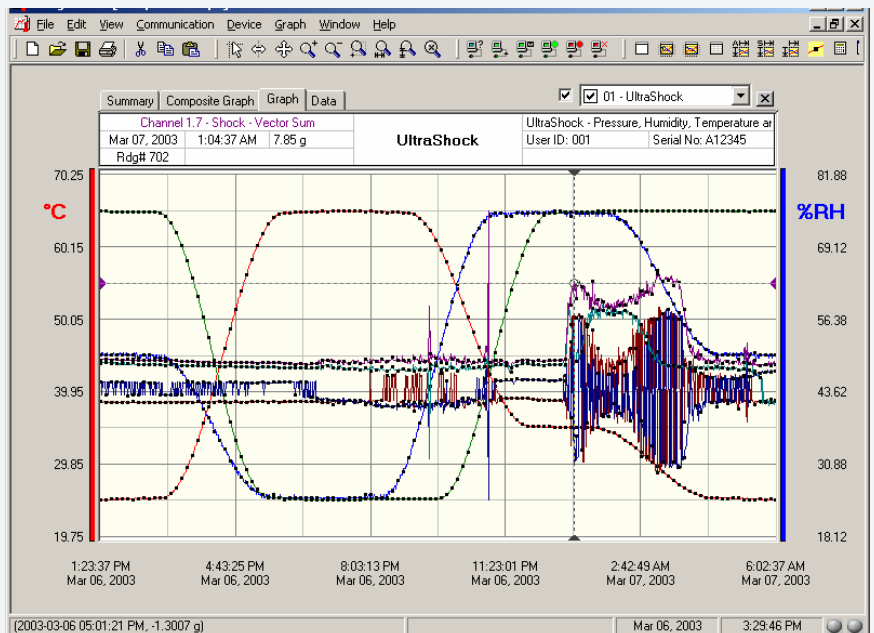 File Edit View Communication Device Graph Window Help
Summary Composite Graph Graph Data
01 - UltraShock
Channel 1.7 - Shock - Vector Sum
Mar 07, 2003 1:04:37 AM 7.85 g
Rdg# 702
UltraShock
UltraShock - Pressure, Humidity, Temperature ar
User ID: 001 Serial No: A12345
70.25 81.88
°C %RH
60.15 69.12
50.05 56.38
39.95 43.62
29.85 30.88
19.75 18.12
1:23:37 PM 4:43:25 PM 8:03:13 PM 11:23:01 PM 2:42:49 AM 6:02:37 AM
Mar 06, 2003 Mar 06, 2003 Mar 06, 2003 Mar 06, 2003 Mar 07, 2003 Mar 07, 2003
(2003-03-06 05:01:21 PM, -1.3007 g) Mar 06, 2003 3:29:46 PM